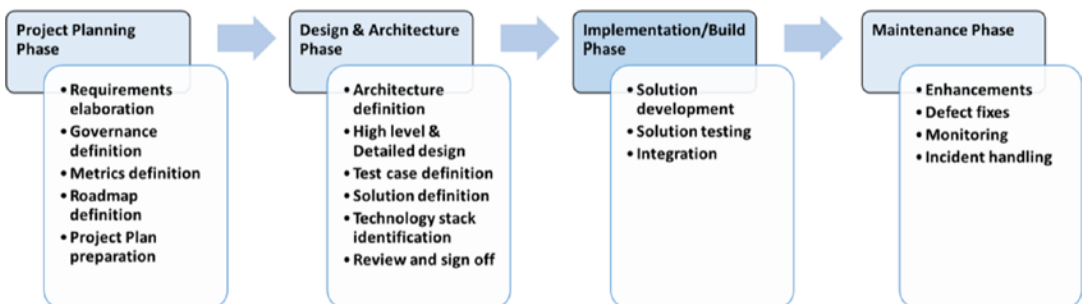 Project Planning
Phase
• Requirements
elaboration
• Governance
definition
• Metrics definition
• Roadmap
definition
• Project Plan
preparation
Design & Architecture
Phase
• Architecture
definition
• High level &
Detailed design
• Test case definition
• Solution definition
• Technology stack
identification
• Review and sign off
Implementation/Build
Phase
• Solution
development
• Solution testing
• Integration
Maintenance Phase
• Enhancements
• Defect fixes
• Monitoring
• Incident handling